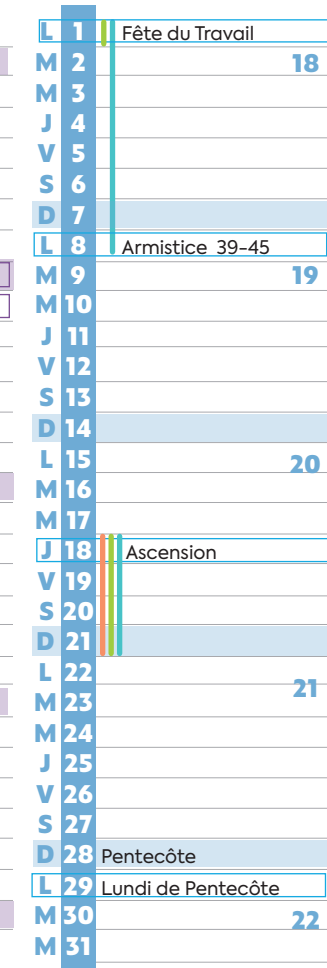 L 1 Fête du Travail
M 2 18
M 3
J 4
V 5
S 6
D 7
L 8 Armistice 39-45
M 9 19
M 10
J 11
V 12
S 13
D 14
L 15 20
M 16
M 17
J 18 Ascension
V 19
S 20
D 21
L 22 21
M 23
M 24
J 25
V 26
S 27
D 28 Pentecôte
L 29 Lundi de Pentecôte
M 30 22
M 31